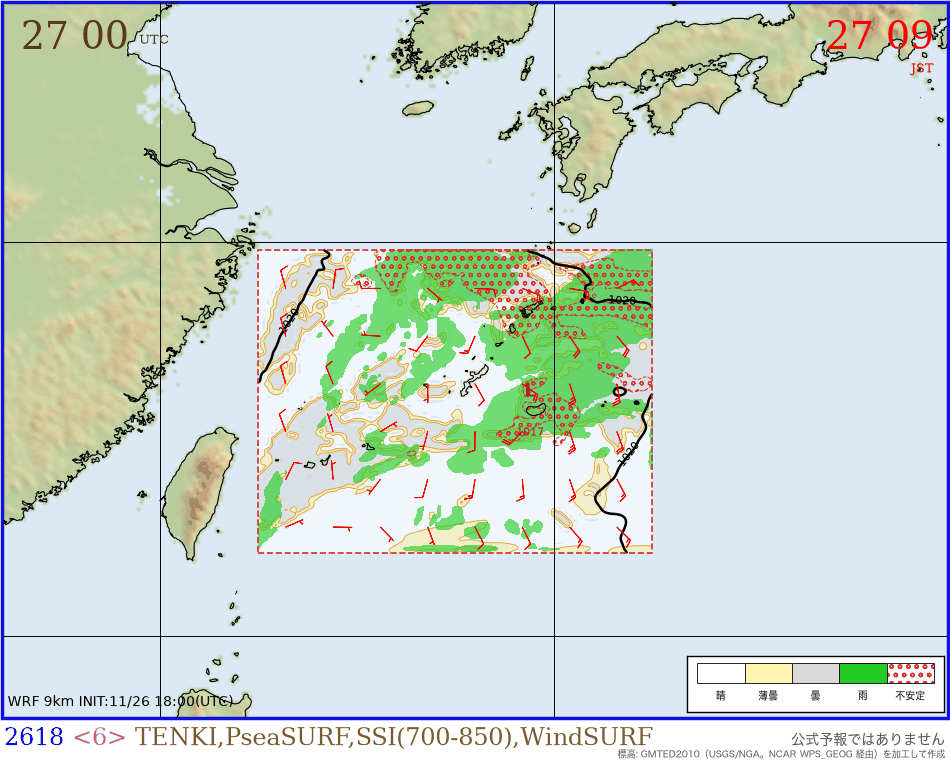 27 00 UTC
27 09
JST
1020
1020
L
1017
1020
晴 薄曇 曇 雨 不安定
WRF 9km INIT:11/26 18:00(UTC)
2618 <6> TENKI,PseaSURF,SSI(700-850),WindSURF
公式予報ではありません
標高: GMTED2010（USGS/NGA。NCAR WPS_GEOG 経由）を加工して作成